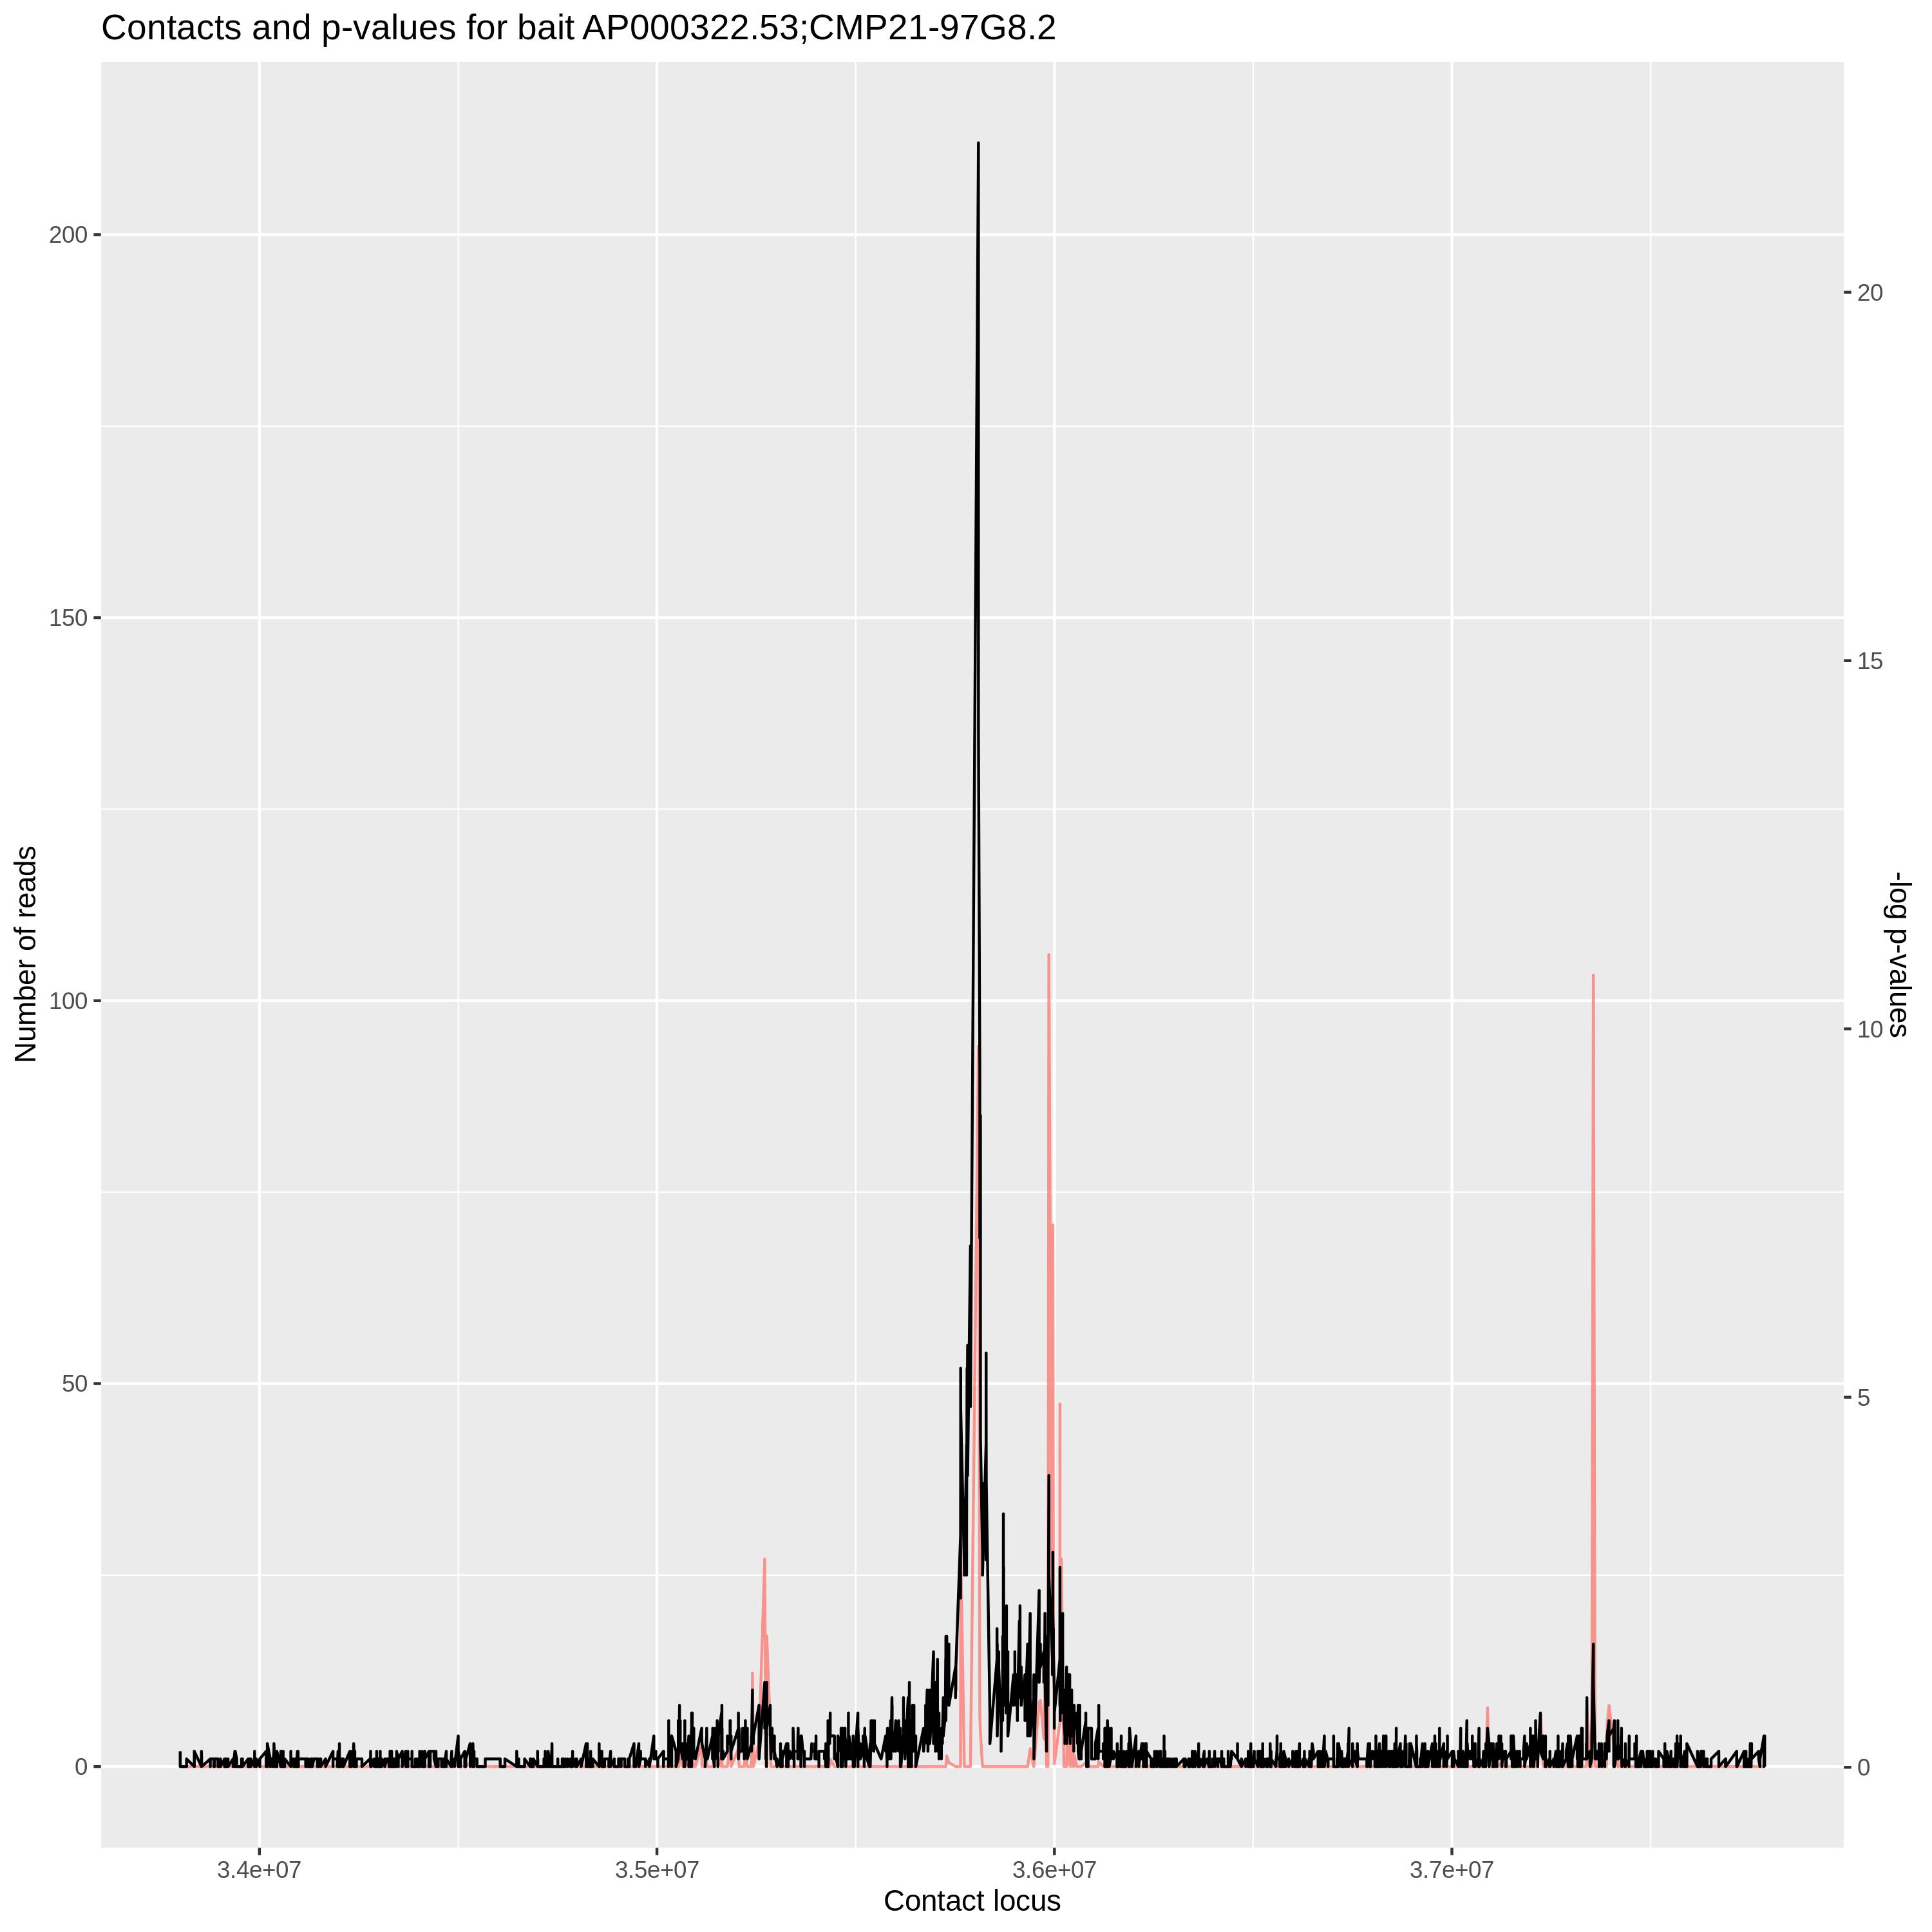 Contacts and p-values for bait AP000322.53;CMP21-97G8.2
Number of reads
200
150
100
50
0
-log p-values
20
15
10
5
0
3.4e+07
3.5e+07
3.6e+07
3.7e+07
Contact locus